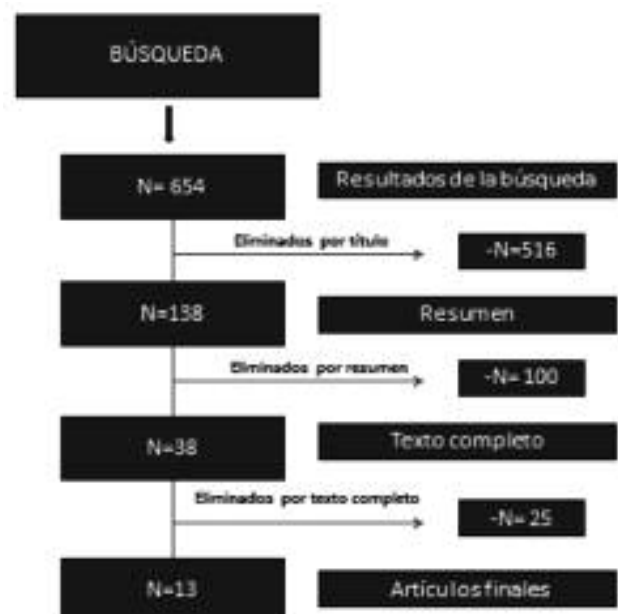 BÚSQUEDA
N= 654
Resultados de la búsqueda
Eliminados por título
-N=516
N=138
Resumen
Eliminados por resumen
-N= 100
N=38
Texto completo
Eliminados por texto completo
-N= 25
N=13
Artículos finales